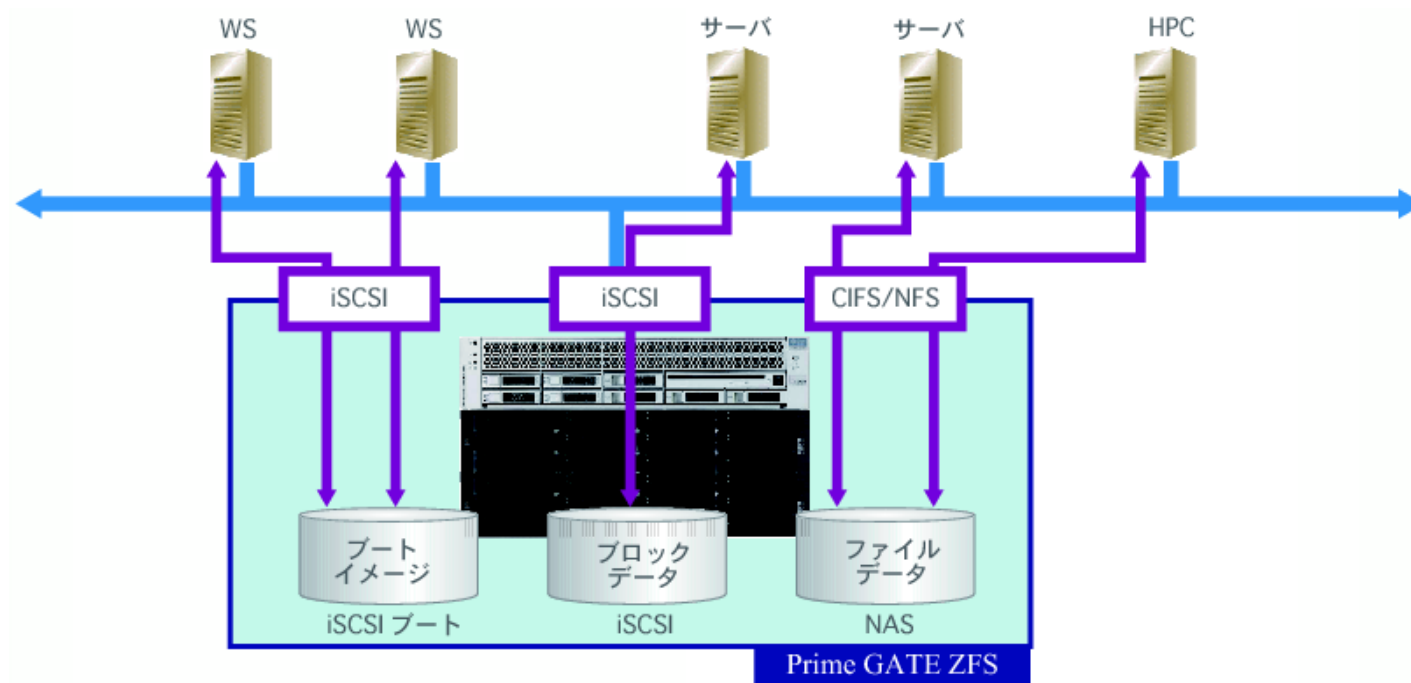 WS
WS
サーバ
サーバ
HPC
iSCSI
iSCSI
CIFS/NFS
ブート
イメージ
ブロック
データ
ファイル
データ
iSCSI ブート
iSCSI
NAS
Prime GATE ZFS